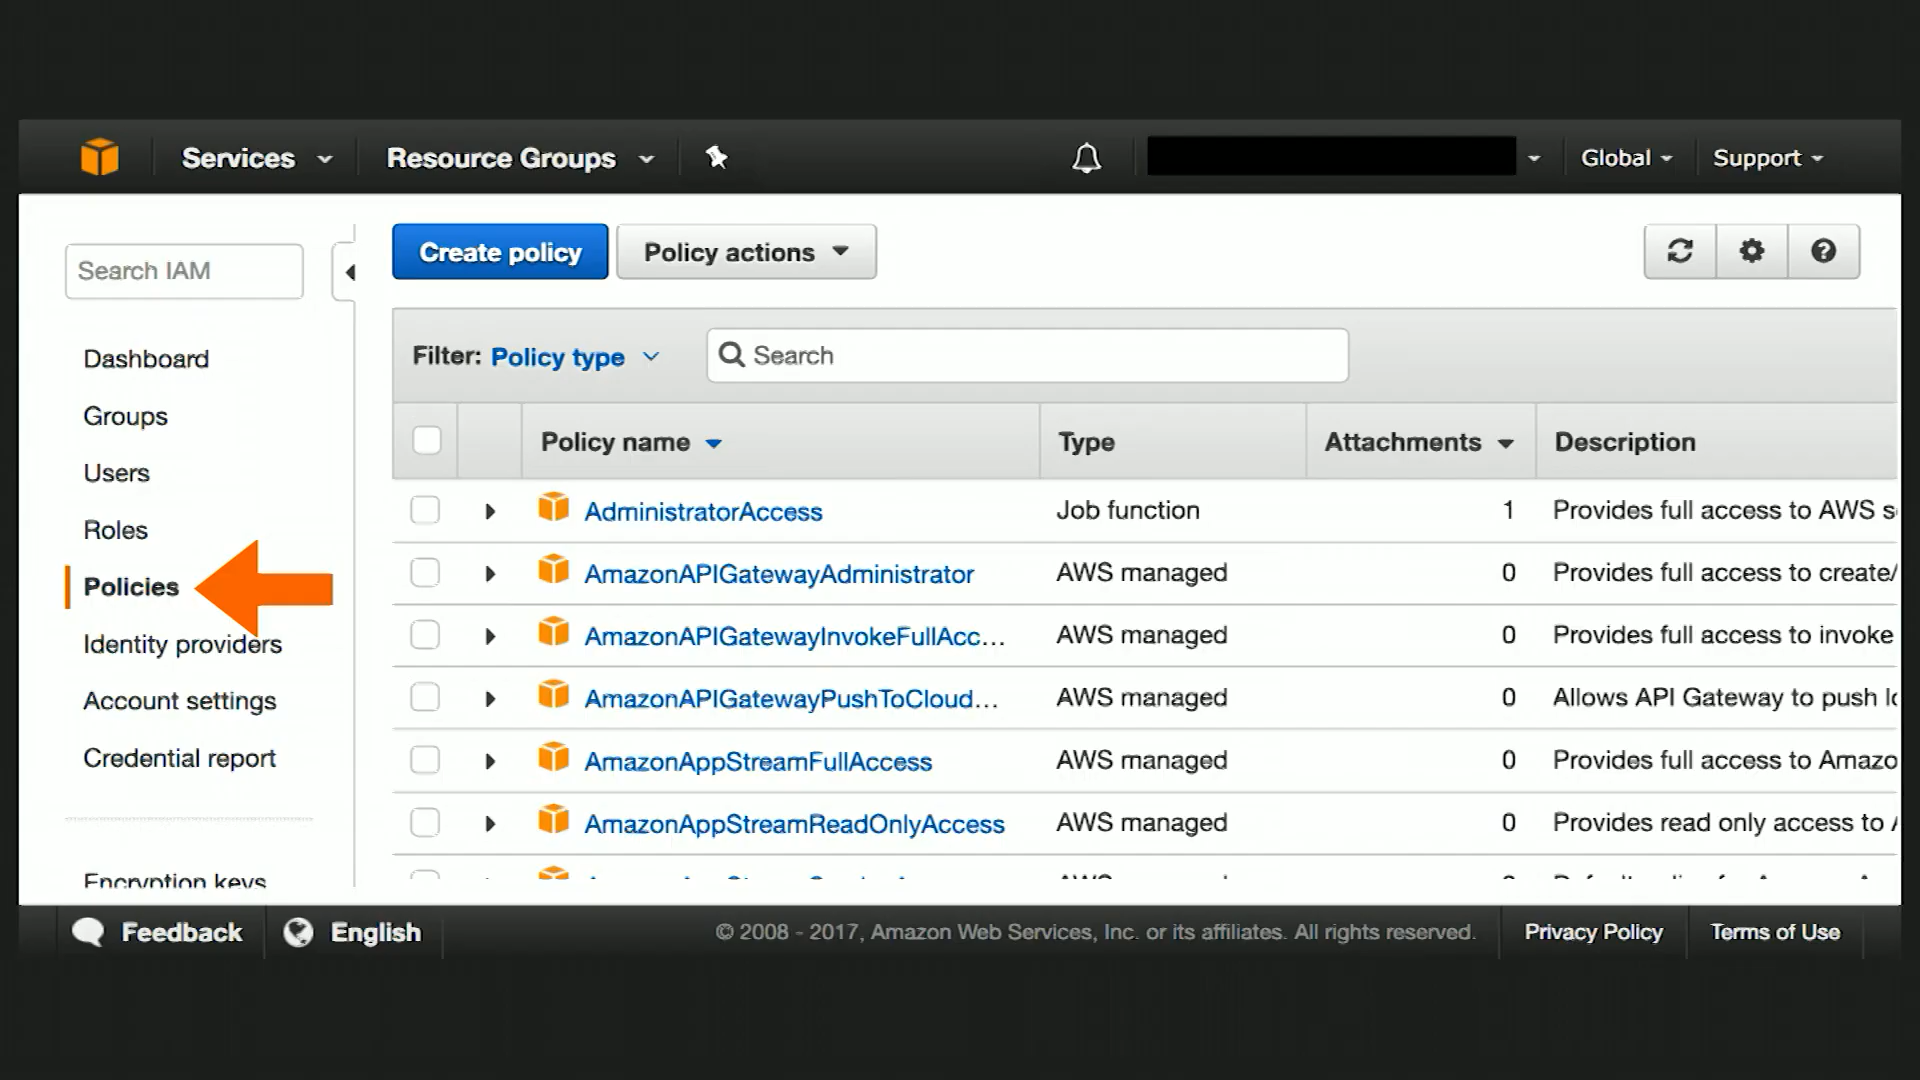 Services
Resource Groups
Global
Support
Search IAM
Create policy
Policy actions
Dashboard
Groups
Users
Roles
Policies
Identity providers
Account settings
Credential report
Encryption keys
Filter: Policy type
Search
Policy name Type Attachments Description
AdministratorAccess Job function 1 Provides full access to AWS s
AmazonAPIGatewayAdministrator AWS managed 0 Provides full access to create/
AmazonAPIGatewayInvokeFullAcc... AWS managed 0 Provides full access to invoke
AmazonAPIGatewayPushToCloud... AWS managed 0 Allows API Gateway to push lo
AmazonAppStreamFullAccess AWS managed 0 Provides full access to Amazo
AmazonAppStreamReadOnlyAccess AWS managed 0 Provides read only access to A
Feedback
English
© 2008 - 2017, Amazon Web Services, Inc. or its affiliates. All rights reserved.
Privacy Policy
Terms of Use